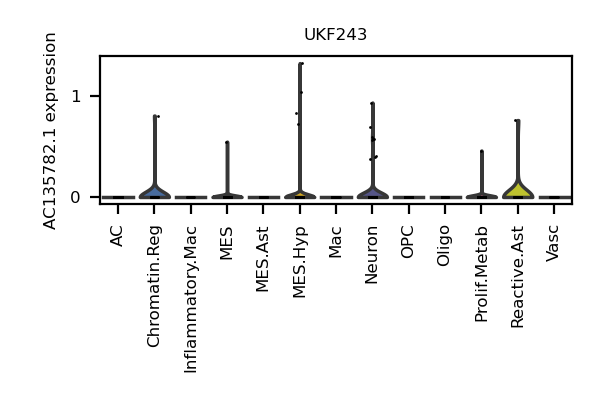 UKF243
AC135782.1 expression
1
0
AC
Chromatin.Reg
Inflammatory.Mac
MES
MES.Ast
MES.Hyp
Mac
Neuron
OPC
Oligo
Prolif.Metab
Reactive.Ast
Vasc